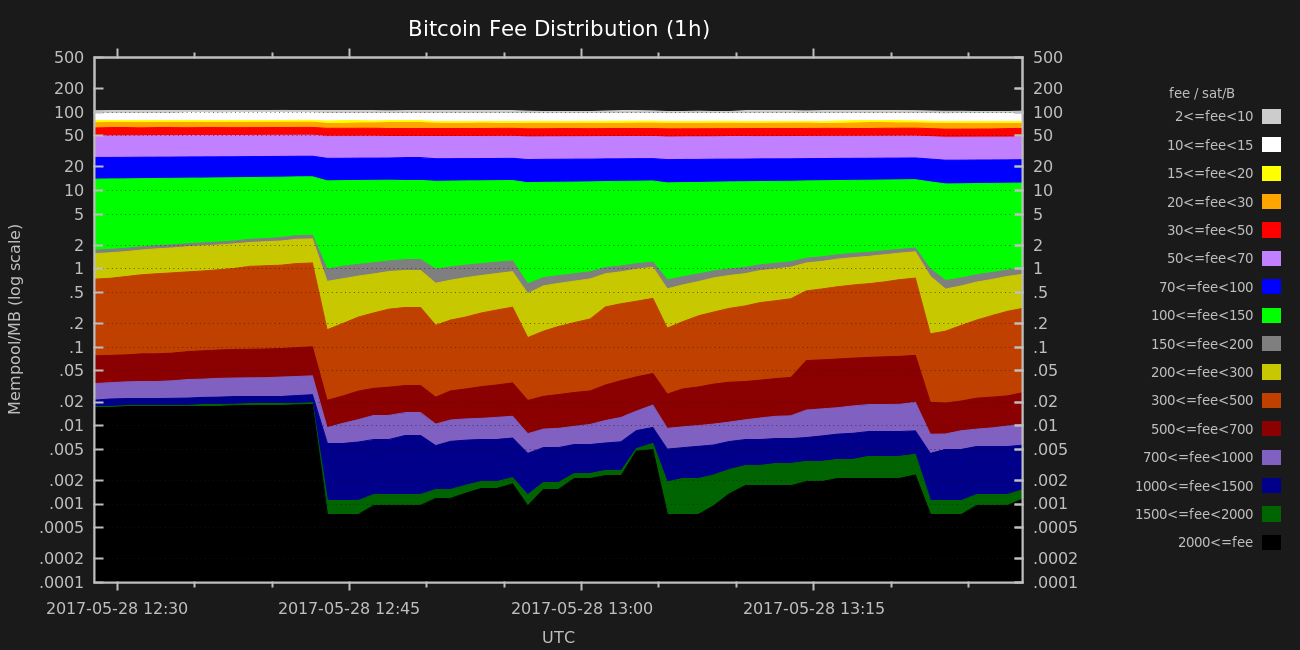 Bitcoin Fee Distribution (1h)
Mempool/MB (log scale)
500
200
100
50
20
10
5
2
1
.5
.2
.1
.05
.02
.01
.005
.002
.001
.0005
.0002
.0001
500
200
100
50
20
10
5
2
1
.5
.2
.1
.05
.02
.01
.005
.002
.001
.0005
.0002
.0001
2017-05-28 12:30 2017-05-28 12:45 2017-05-28 13:00 2017-05-28 13:15
UTC
fee / sat/B
2<=fee<10
10<=fee<15
15<=fee<20
20<=fee<30
30<=fee<50
50<=fee<70
70<=fee<100
100<=fee<150
150<=fee<200
200<=fee<300
300<=fee<500
500<=fee<700
700<=fee<1000
1000<=fee<1500
1500<=fee<2000
2000<=fee